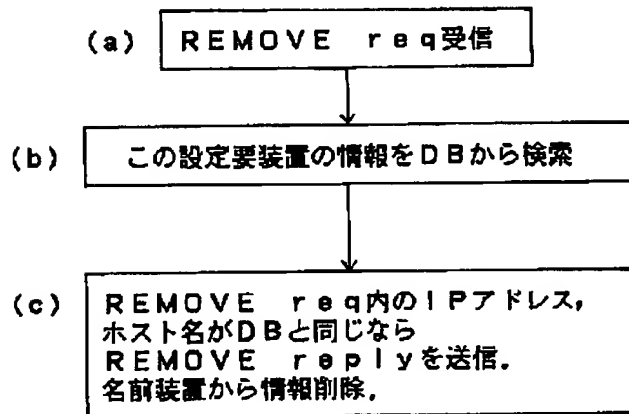 (a) REMOVE req受信
(b) この設定要装置の情報をDBから検索
(c) REMOVE req内のIPアドレス,
ホスト名がDBと同じなら
REMOVE replyを送信.
名前装置から情報削除.